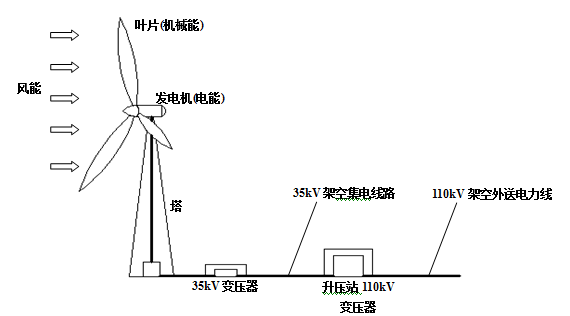 叶片(机械能)
风能
发电机(电能)
塔
35kV 架空集电线路
110kV 架空外送电力线
35kV 变压器
升压站 110kV
变压器